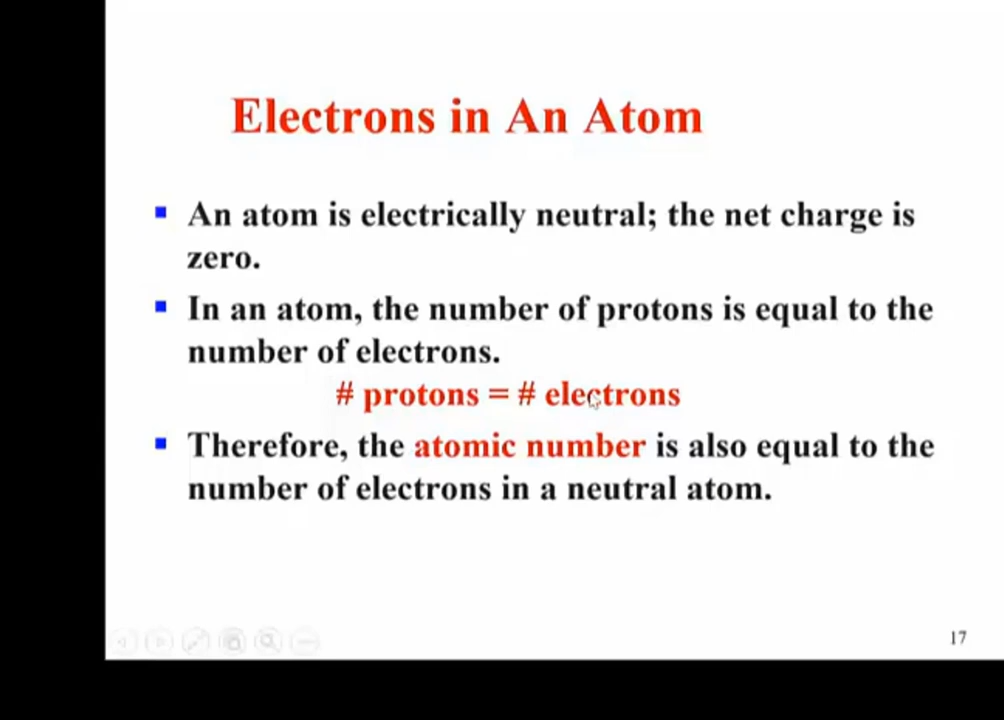 Electrons in An Atom
An atom is electrically neutral; the net charge is
zero.
In an atom, the number of protons is equal to the
number of electrons.
# protons = # electrons
Therefore, the atomic number is also equal to the
number of electrons in a neutral atom.
17